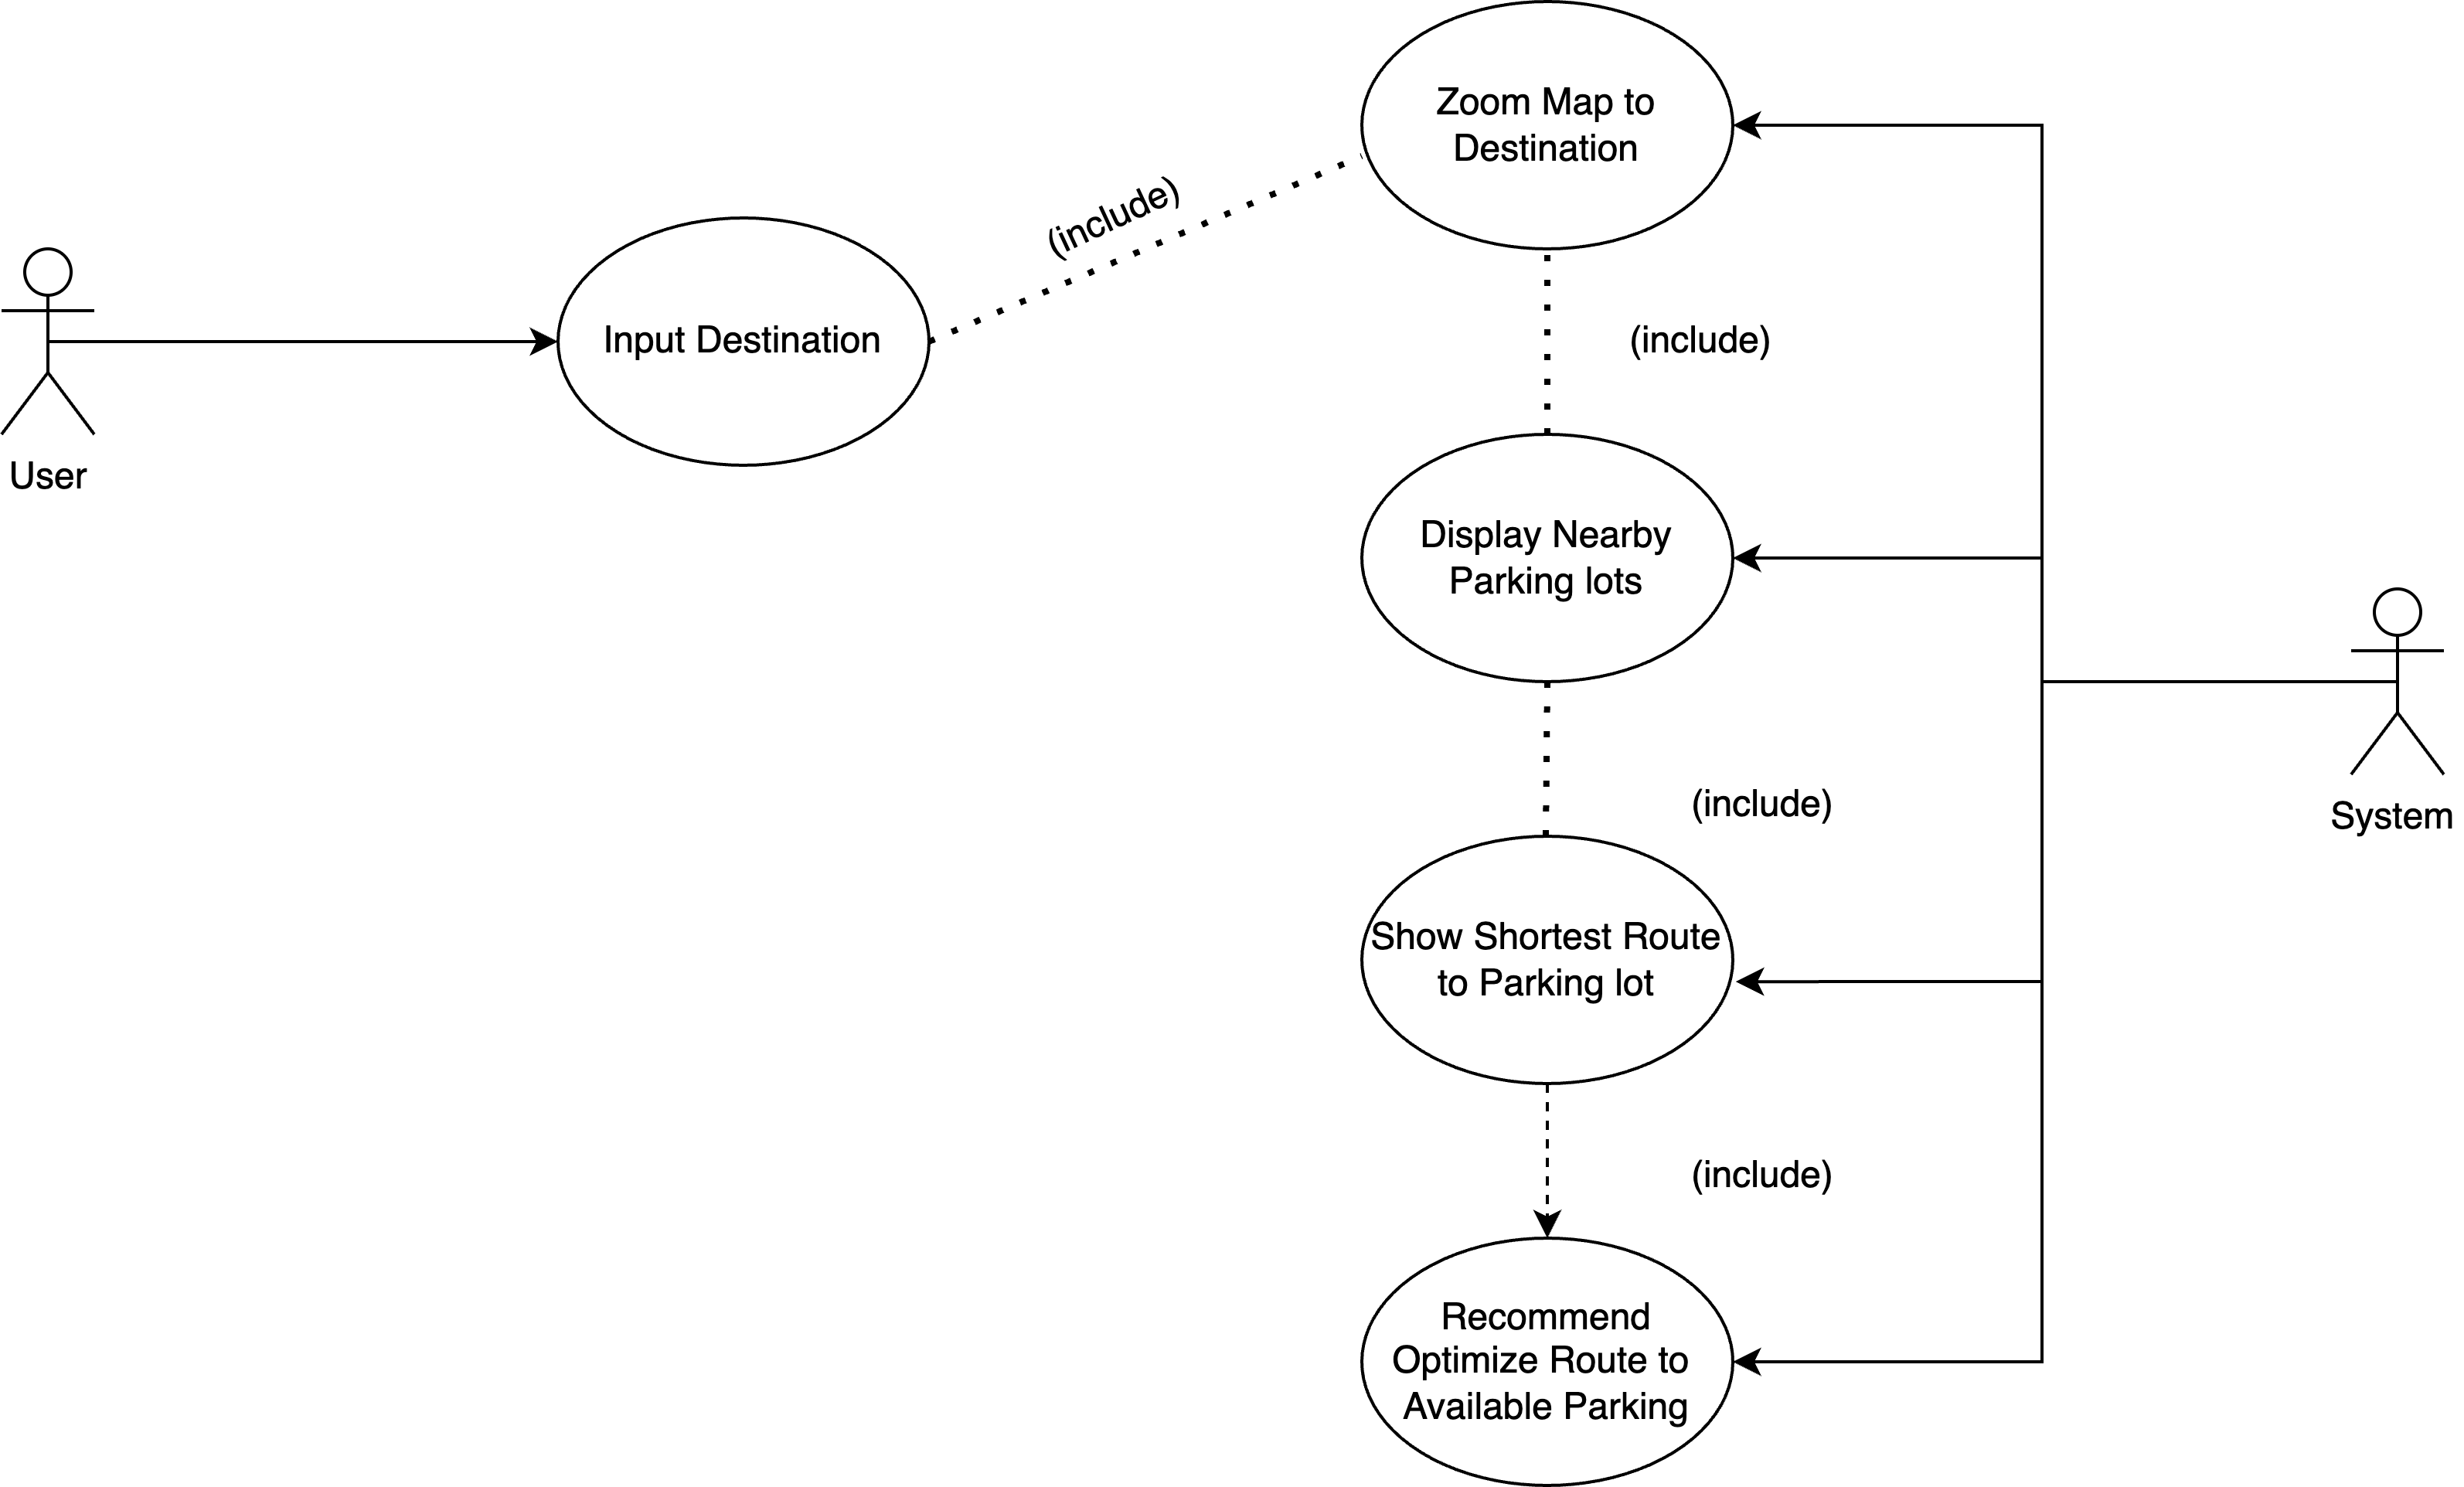 Zoom Map to
Destination
(include)
Input Destination
(include)
User
Display Nearby
Parking lots
(include)
System
Show Shortest Route
to Parking lot
(include)
Recommend
Optimize Route to
Available Parking